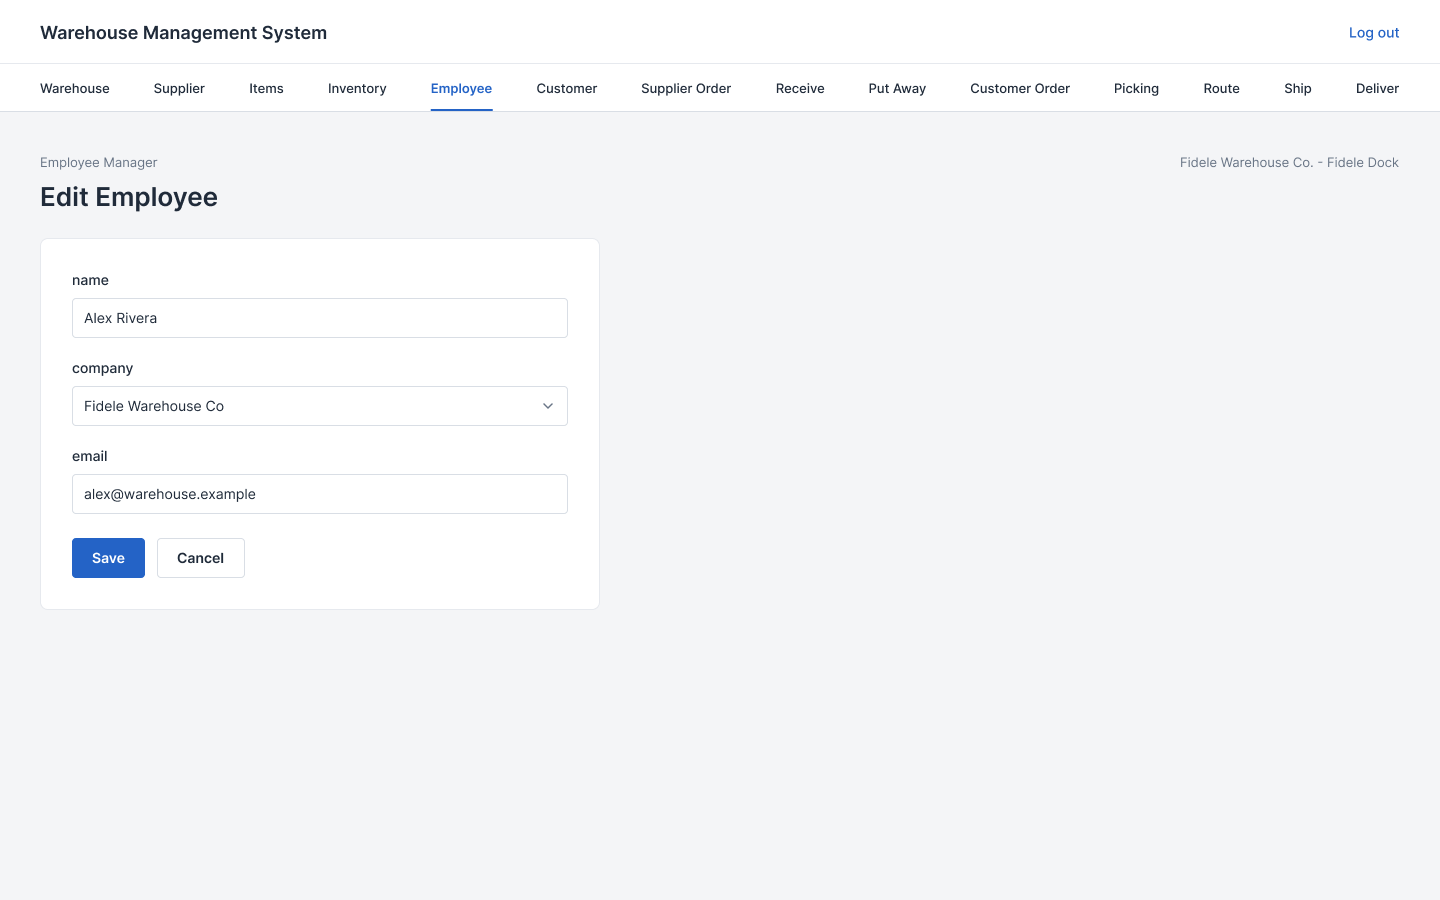 Warehouse Management System
Log out
Warehouse Supplier Items Inventory Employee Customer Supplier Order Receive Put Away Customer Order Picking Route Ship Deliver
Employee Manager
Fidele Warehouse Co. - Fidele Dock
Edit Employee
name
Alex Rivera
company
Fidele Warehouse Co
email
alex@warehouse.example
Save Cancel